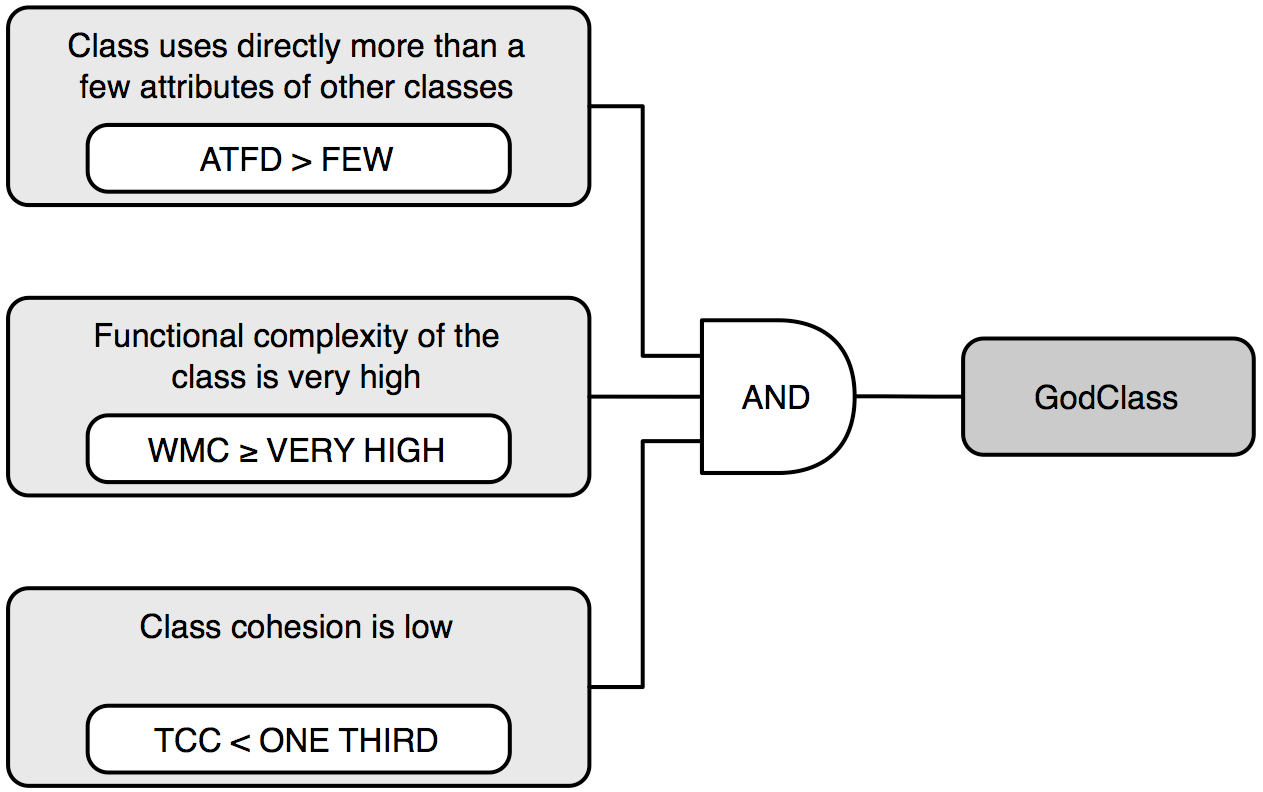 Class uses directly more than a
few attributes of other classes
ATFD > FEW
Functional complexity of the
class is very high
WMC ≥ VERY HIGH
Class cohesion is low
TCC < ONE THIRD
AND
GodClass